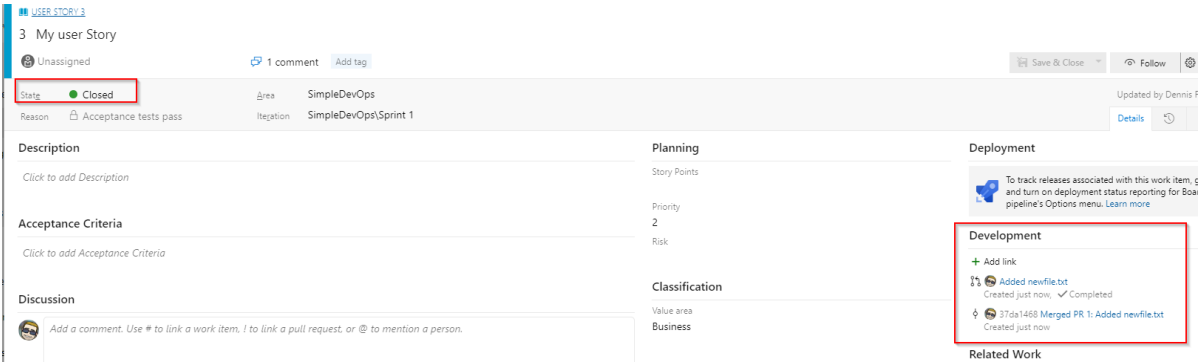 USER STORY 3
3 My user Story
Unassigned
1 comment
Add tag
Save & Close
Follow
State
Closed
Area
SimpleDevOps
Updated by Dennis
Reason
Acceptance tests pass
Iteration
SimpleDevOps\Sprint 1
Details
Description
Click to add Description
Acceptance Criteria
Click to add Acceptance Criteria
Discussion
Add a comment. Use # to link a work item, ! to link a pull request, or @ to mention a person.
Planning
Story Points
Priority
2
Risk
Classification
Value area
Business
Deployment
To track releases associated with this work item, g
and turn on deployment status reporting for Boar
pipeline's Options menu. Learn more
Development
+ Add link
Added newfile.txt
Created just now, ✓ Completed
37da1468 Merged PR 1: Added newfile.txt
Created just now
Related Work